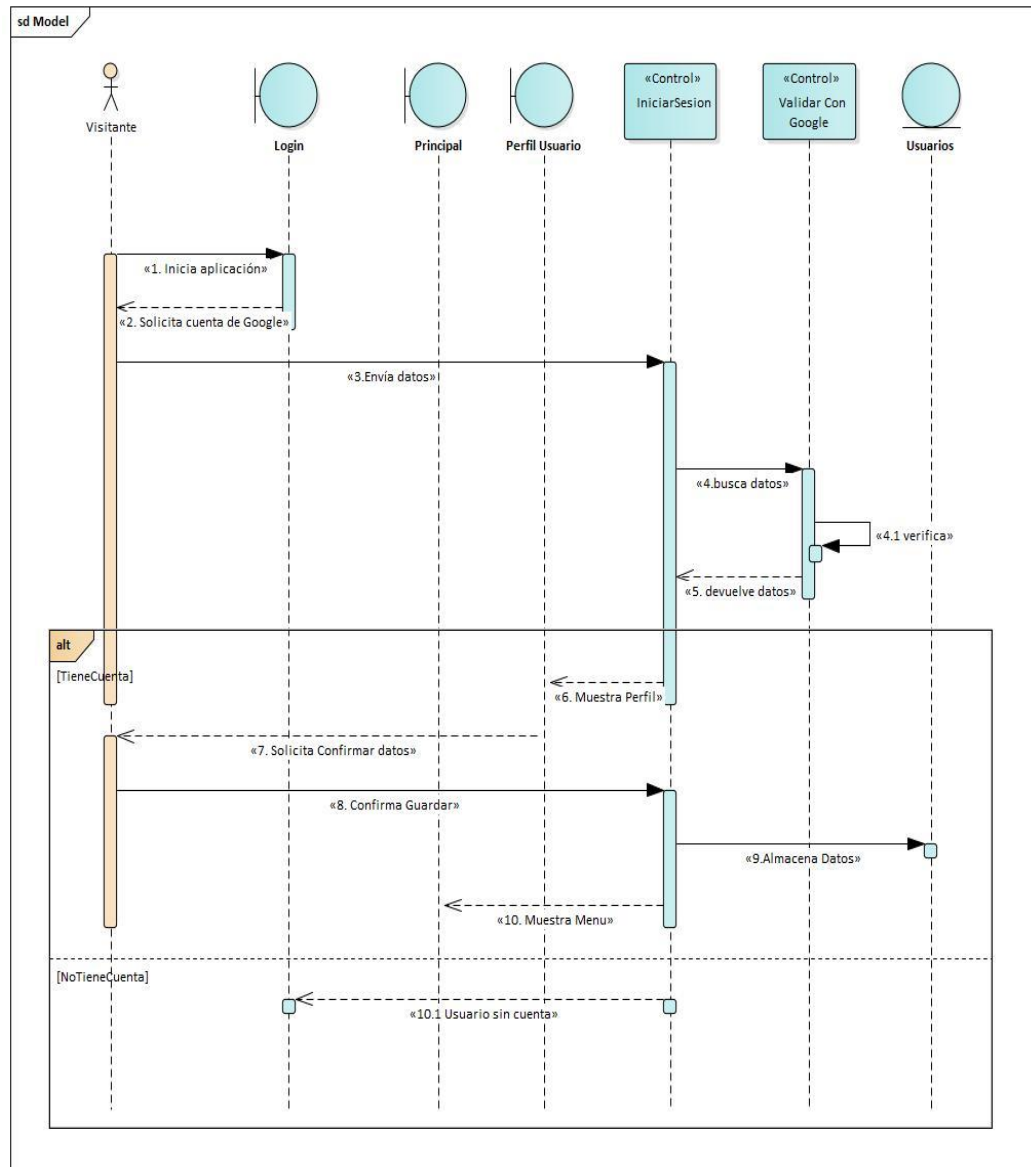 sd Model
«Control»
«Control»
IniciarSesion
Validar Con
Google
Visitante
Login
Principal
Perfil Usuario
Usuarios
«1. Inicia aplicación»
«2. Solicita cuenta de Google»
«3.Envía datos»
«4.busca datos»
«4.1 verifica»
«5. devuelve datos»
alt
[TieneCuenta]
«6. Muestra Perfil»
«7. Solicita Confirmar datos»
«8. Confirma Guardar»
«9.Almacena Datos»
«10. Muestra Menu»
[NoTieneCuenta]
«10.1 Usuario sin cuenta»